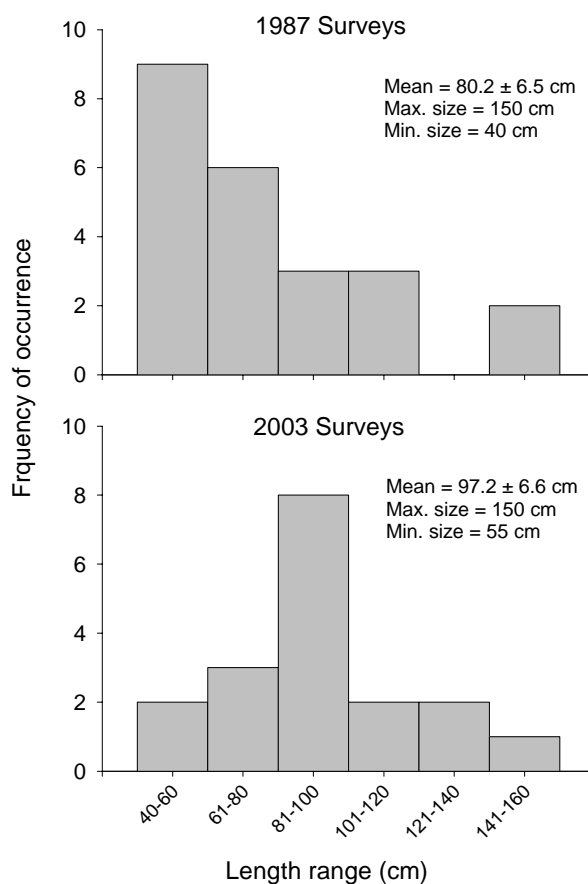 Frquency of occurrence
1987 Surveys
Mean = 80.2 ± 6.5 cm
Max. size = 150 cm
Min. size = 40 cm
10
8
6
4
2
0
2003 Surveys
Mean = 97.2 ± 6.6 cm
Max. size = 150 cm
Min. size = 55 cm
10
8
6
4
2
0
40-60
61-80
81-100
101-120
121-140
141-160
Length range (cm)